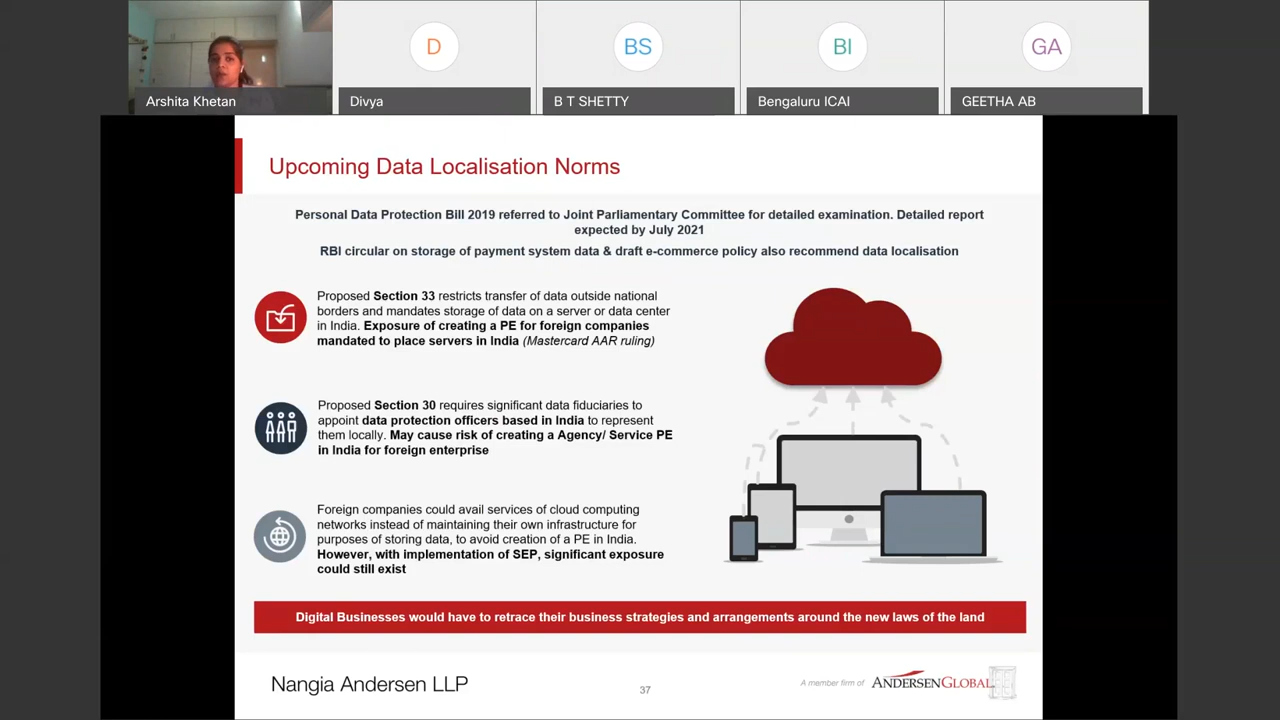 D
BS
BI
GA
Arshita Khetan
Divya
B T SHETTY
Bengaluru ICAI
GEETHA AB
Upcoming Data Localisation Norms
Personal Data Protection Bill 2019 referred to Joint Parliamentary Committee for detailed examination. Detailed report
expected by July 2021
RBI circular on storage of payment system data & draft e-commerce policy also recommend data localisation
Proposed Section 33 restricts transfer of data outside national
borders and mandates storage of data on a server or data center
in India. Exposure of creating a PE for foreign companies
mandated to place servers in India (Mastercard AAR ruling)
Proposed Section 30 requires significant data fiduciaries to
appoint data protection officers based in India to represent
them locally. May cause risk of creating a Agency/ Service PE
in India for foreign enterprise
Foreign companies could avail services of cloud computing
networks instead of maintaining their own infrastructure for
purposes of storing data, to avoid creation of a PE in India.
However, with implementation of SEP, significant exposure
could still exist
Digital Businesses would have to retrace their business strategies and arrangements around the new laws of the land
Nangia Andersen LLP
37
A member firm of
ANDERSENGLOBAL